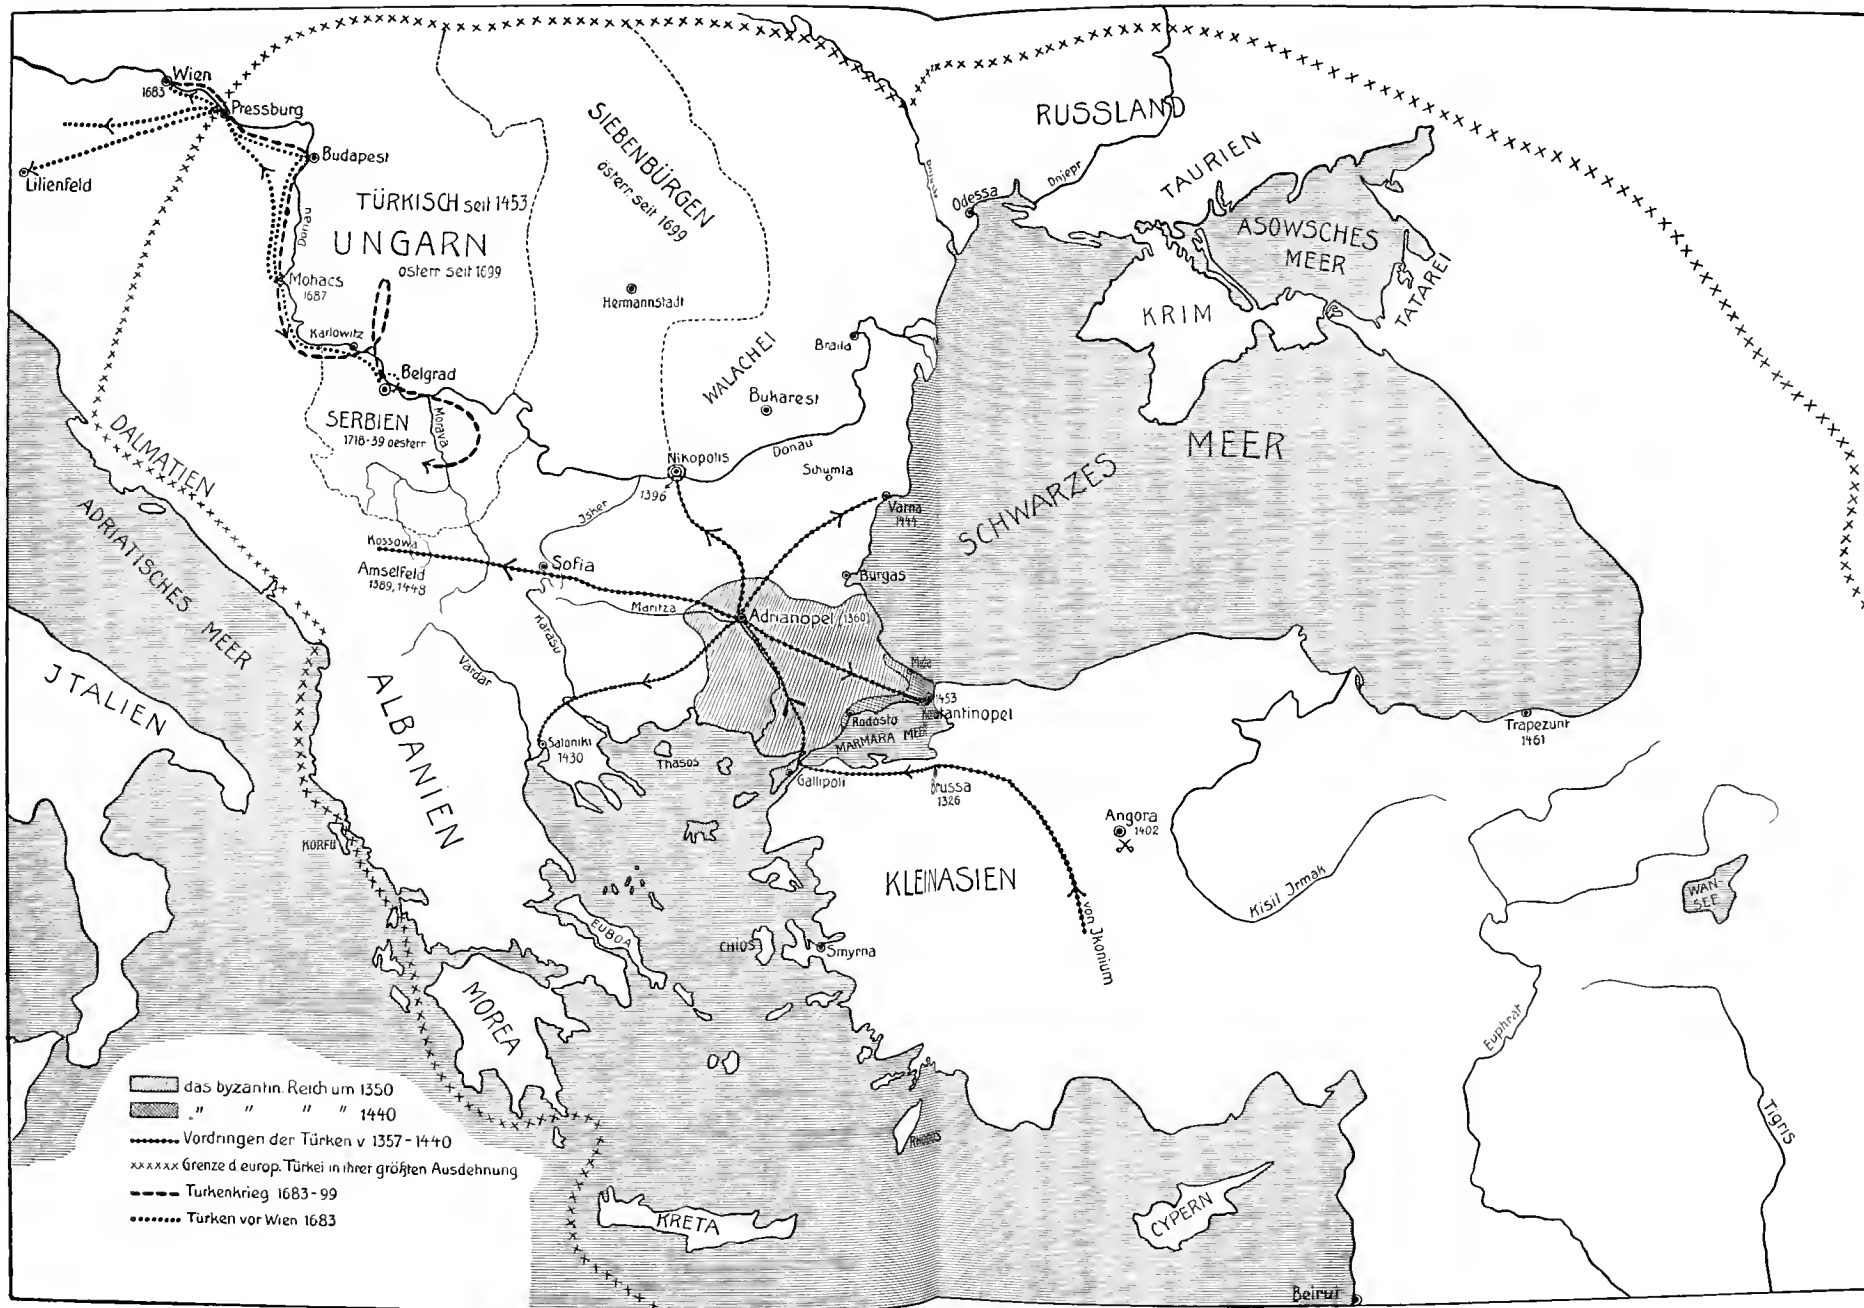 Wien
1683
Pressburg
Budapest
Lilienfeld
Donau
TÜRKISCH seit 1453
UNGARN
österr seit 1699
Mohacs
1687
Karlowitz
Belgrad
SERBIEN
1718-39 oesterr
Morava
SIEBENBÜRGEN
österr. seit 1699
Hermannstadt
WALACHEI
Braila
Bukarest
Donau
Nikopolis
1396
Schumla
Isker
Varna
1444
Kossowa
Amselfeld
1389, 1448
Sofia
Burgas
Maritza
Adrianopel (1360)
Karasu
Vardar
Midia
1453
Konstantinopel
Rodosto
MARMARA MEER
Saloniki
1430
Thasos
Gallipoli
Brussa
1326
RUSSLAND
Dnjepr
Odessa
TAURIEN
ASOWSCHES
MEER
TATAREI
KRIM
SCHWARZES
MEER
DALMATIEN
ADRIATISCHES
MEER
JTALIEN
ALBANIEN
KORFU
MOREA
EUBOA
CHIOS
Smyrna
KLEINASIEN
Angora
1402
von Jkonium
Kisil Jrmak
Trapezunt
1461
WAN-
SEE
Euphrat
Tigris
RHODUS
KRETA
CYPERN
Beirut
das byzantin. Reich um 1350
" " " " 1440
Vordringen der Türken v 1357-1440
Grenze d europ. Türkei in ihrer größten Ausdehnung
Türkenkrieg 1683-99
Türken vor Wien 1683